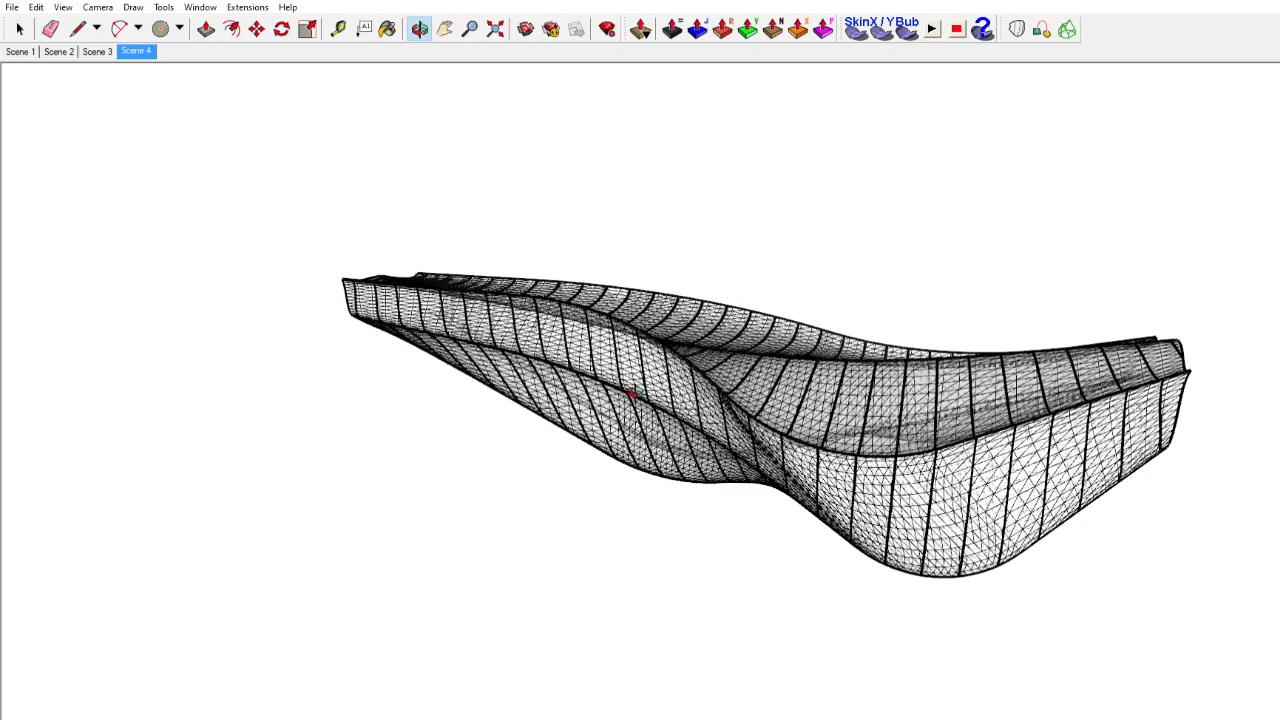 File Edit View Camera Draw Tools Window Extensions Help
A1 = J R V N X F SkinX / YBub ?
Scene 1 Scene 2 Scene 3 Scene 4